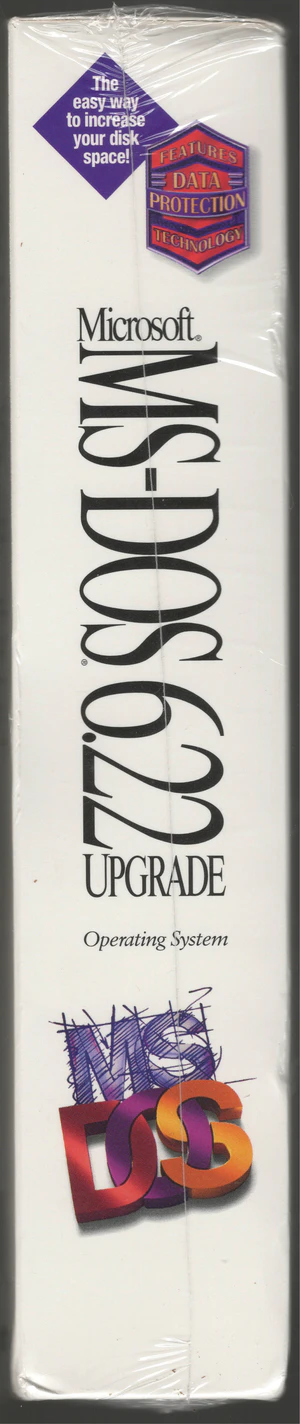 The
easy way
to increase
your disk
space!
FEATURES
DATA
PROTECTION
TECHNOLOGY
Microsoft®
MS-DOS® 6.22
UPGRADE
Operating System
MS
DOS